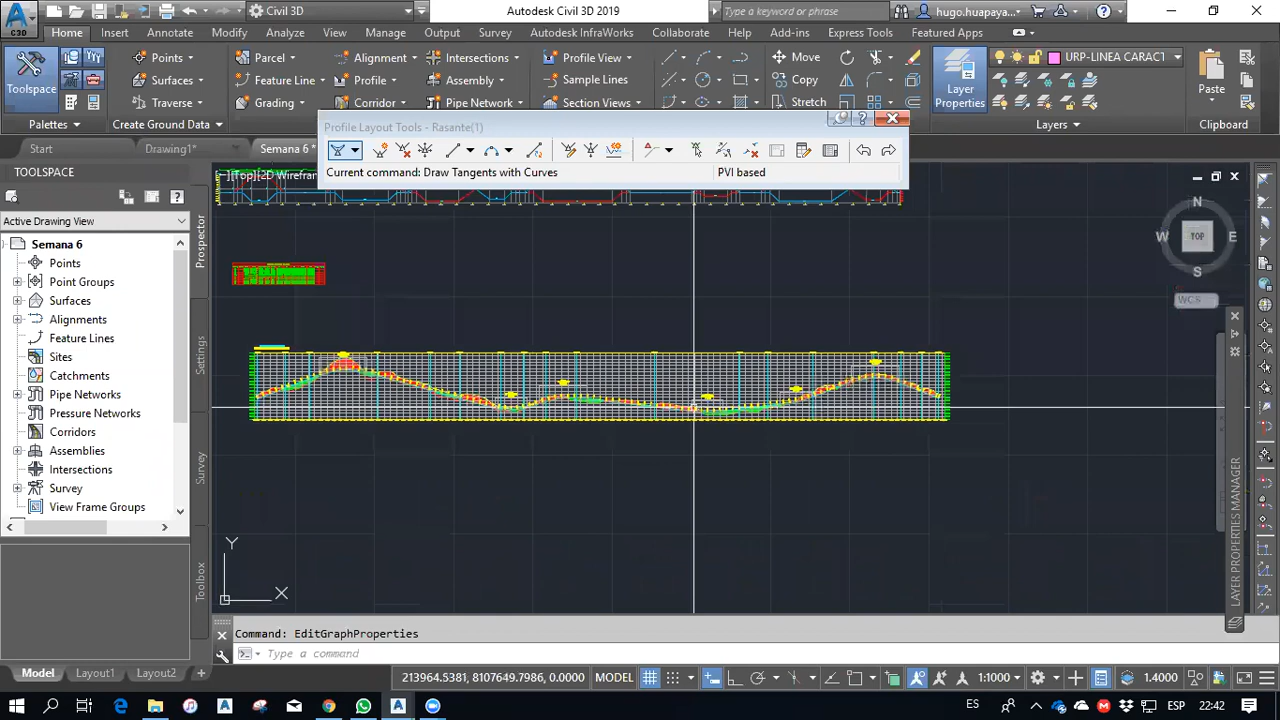 C3D
Civil 3D
Autodesk Civil 3D 2019
Semana 6...
Type a keyword or phrase
hugo.huapaya...
Home Insert Annotate Modify Analyze View Manage Output Survey Autodesk InfraWorks Collaborate Help Add-ins Express Tools Featured Apps
Toolspace
Points
Surfaces
Traverse
Parcel
Feature Line
Grading
Alignment
Profile
Corridor
Intersections
Assembly
Pipe Network
Profile View
Sample Lines
Section Views
Move
Copy
Stretch
Layer
Properties
URP-LINEA CARACT
Paste
Clipboard
Palettes
Create Ground Data
Layers
Start
Drawing1*
Semana 6 *
Profile Layout Tools - Rasante(1)
Current command: Draw Tangents with Curves
PVI based
[Top][2D Wirefram
TOOLSPACE
Active Drawing View
Semana 6
Points
Point Groups
Surfaces
Alignments
Feature Lines
Sites
Catchments
Pipe Networks
Pressure Networks
Corridors
Assemblies
Intersections
Survey
View Frame Groups
Prospector
Settings
Survey
Toolbox
N
W
TOP
E
S
WCS
LAYER PROPERTIES MANAGER
Y
X
Command: EditGraphProperties
Type a command
Model
Layout1
Layout2
213964.5381, 8107649.7986, 0.0000
MODEL
1:1000
1.4000
ES
ESP
22:42